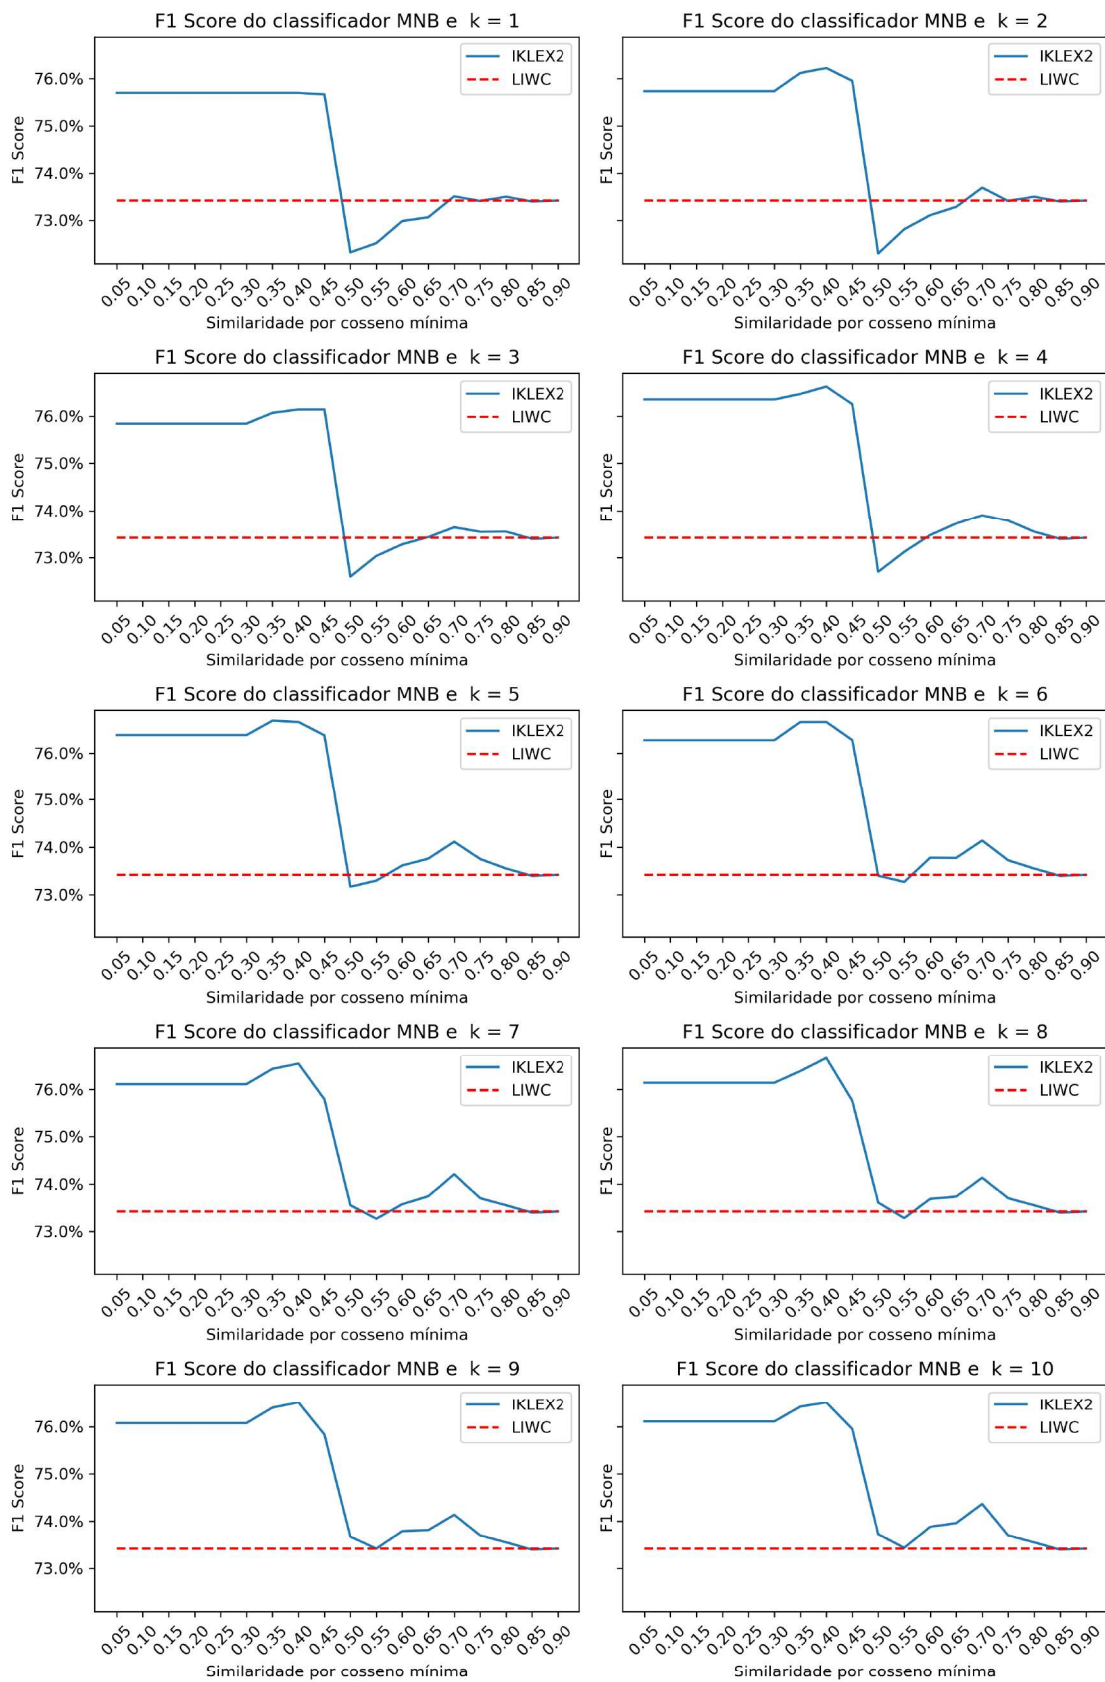 F1 Score do classificador MNB e k = 1
F1 Score
76.0%
75.0%
74.0%
73.0%
IKLEX2
LIWC
0.05 0.10 0.15 0.20 0.25 0.30 0.35 0.40 0.45 0.50 0.55 0.60 0.65 0.70 0.75 0.80 0.85 0.90
Similaridade por cosseno mínima
F1 Score do classificador MNB e k = 2
F1 Score
IKLEX2
LIWC
0.05 0.10 0.15 0.20 0.25 0.30 0.35 0.40 0.45 0.50 0.55 0.60 0.65 0.70 0.75 0.80 0.85 0.90
Similaridade por cosseno mínima
F1 Score do classificador MNB e k = 3
F1 Score
76.0%
75.0%
74.0%
73.0%
IKLEX2
LIWC
0.05 0.10 0.15 0.20 0.25 0.30 0.35 0.40 0.45 0.50 0.55 0.60 0.65 0.70 0.75 0.80 0.85 0.90
Similaridade por cosseno mínima
F1 Score do classificador MNB e k = 4
F1 Score
IKLEX2
LIWC
0.05 0.10 0.15 0.20 0.25 0.30 0.35 0.40 0.45 0.50 0.55 0.60 0.65 0.70 0.75 0.80 0.85 0.90
Similaridade por cosseno mínima
F1 Score do classificador MNB e k = 5
F1 Score
76.0%
75.0%
74.0%
73.0%
IKLEX2
LIWC
0.05 0.10 0.15 0.20 0.25 0.30 0.35 0.40 0.45 0.50 0.55 0.60 0.65 0.70 0.75 0.80 0.85 0.90
Similaridade por cosseno mínima
F1 Score do classificador MNB e k = 6
F1 Score
IKLEX2
LIWC
0.05 0.10 0.15 0.20 0.25 0.30 0.35 0.40 0.45 0.50 0.55 0.60 0.65 0.70 0.75 0.80 0.85 0.90
Similaridade por cosseno mínima
F1 Score do classificador MNB e k = 7
F1 Score
76.0%
75.0%
74.0%
73.0%
IKLEX2
LIWC
0.05 0.10 0.15 0.20 0.25 0.30 0.35 0.40 0.45 0.50 0.55 0.60 0.65 0.70 0.75 0.80 0.85 0.90
Similaridade por cosseno mínima
F1 Score do classificador MNB e k = 8
F1 Score
IKLEX2
LIWC
0.05 0.10 0.15 0.20 0.25 0.30 0.35 0.40 0.45 0.50 0.55 0.60 0.65 0.70 0.75 0.80 0.85 0.90
Similaridade por cosseno mínima
F1 Score do classificador MNB e k = 9
F1 Score
76.0%
75.0%
74.0%
73.0%
IKLEX2
LIWC
0.05 0.10 0.15 0.20 0.25 0.30 0.35 0.40 0.45 0.50 0.55 0.60 0.65 0.70 0.75 0.80 0.85 0.90
Similaridade por cosseno mínima
F1 Score do classificador MNB e k = 10
F1 Score
IKLEX2
LIWC
0.05 0.10 0.15 0.20 0.25 0.30 0.35 0.40 0.45 0.50 0.55 0.60 0.65 0.70 0.75 0.80 0.85 0.90
Similaridade por cosseno mínima